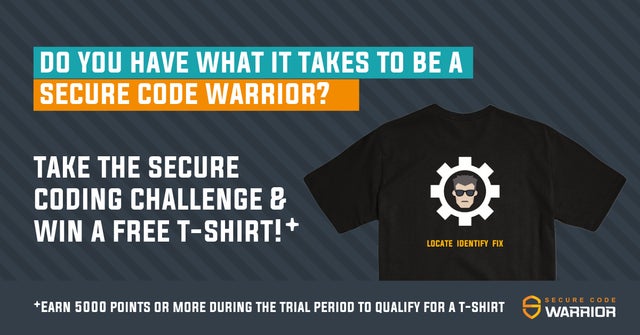 DO YOU HAVE WHAT IT TAKES TO BE A
SECURE CODE WARRIOR?
TAKE THE SECURE
CODING CHALLENGE &
WIN A FREE T-SHIRT!+
LOCATE IDENTIFY FIX
+EARN 5000 POINTS OR MORE DURING THE TRIAL PERIOD TO QUALIFY FOR A T-SHIRT
SECURE CODE
WARRIOR